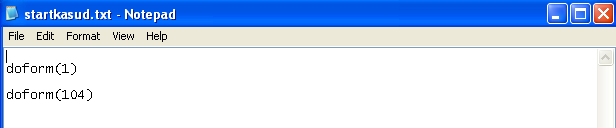 startkasud.txt - Notepad
File Edit Format View Help
doform(1)
doform(104)